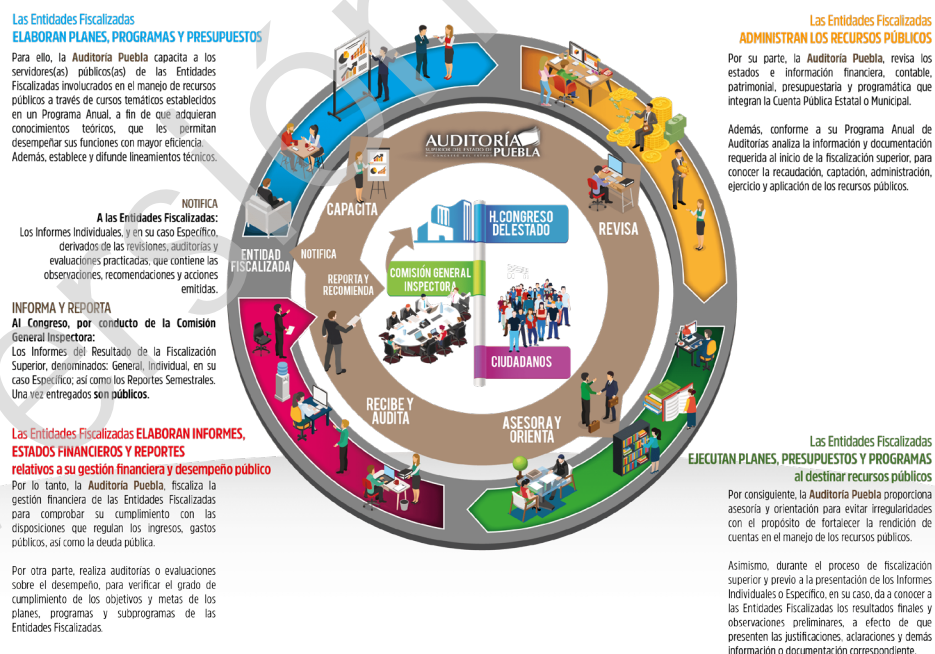 Las Entidades Fiscalizadas
ELABORAN PLANES, PROGRAMAS Y PRESUPUESTOS
Para ello, la Auditoría Puebla capacita a los
servidores(as) públicos(as) de las Entidades
Fiscalizadas involucrados en el manejo de recursos
públicos a través de cursos temáticos establecidos
en un Programa Anual, a fin de que adquieran
conocimientos teóricos, que les permitan
desempeñar sus funciones con mayor eficiencia.
Además, establece y difunde lineamientos técnicos.
NOTIFICA
A las Entidades Fiscalizadas:
Los Informes Individuales, y en su caso Específico,
derivados de las revisiones, auditorías y
evaluaciones practicadas, que contiene las
observaciones, recomendaciones y acciones
emitidas.
INFORMA Y REPORTA
Al Congreso, por conducto de la Comisión
General Inspectora:
Los Informes del Resultado de la Fiscalización
Superior, denominados: General, Individual, en su
caso Específico; así como los Reportes Semestrales.
Una vez entregados son públicos.
Las Entidades Fiscalizadas ELABORAN INFORMES,
ESTADOS FINANCIEROS Y REPORTES
relativos a su gestión financiera y desempeño público
Por lo tanto, la Auditoría Puebla, fiscaliza la
gestión financiera de las Entidades Fiscalizadas
para comprobar su cumplimiento con las
disposiciones que regulan los ingresos, gastos
públicos, así como la deuda pública.
Por otra parte, realiza auditorías o evaluaciones
sobre el desempeño, para verificar el grado de
cumplimiento de los objetivos y metas de los
planes, programas y subprogramas de las
Entidades Fiscalizadas.
AUDITORÍA
SUPERIOR DEL ESTADO DE
PUEBLA
H. CONGRESO DEL ESTADO
CAPACITA
REVISA
ENTIDAD
FISCALIZADA
NOTIFICA
REPORTA Y
RECOMIENDA
H. CONGRESO
DEL ESTADO
COMISIÓN GENERAL
INSPECTORA
CIUDADANOS
RECIBE Y
AUDITA
ASESORA Y
ORIENTA
Las Entidades Fiscalizadas
ADMINISTRAN LOS RECURSOS PÚBLICOS
Por su parte, la Auditoría Puebla, revisa los
estados e información financiera, contable,
patrimonial, presupuestaria y programática que
integran la Cuenta Pública Estatal o Municipal.
Además, conforme a su Programa Anual de
Auditorías analiza la información y documentación
requerida al inicio de la fiscalización superior, para
conocer la recaudación, captación, administración,
ejercicio y aplicación de los recursos públicos.
Las Entidades Fiscalizadas
EJECUTAN PLANES, PRESUPUESTOS Y PROGRAMAS
al destinar recursos públicos
Por consiguiente, la Auditoría Puebla proporciona
asesoría y orientación para evitar irregularidades
con el propósito de fortalecer la rendición de
cuentas en el manejo de los recursos públicos.
Asimismo, durante el proceso de fiscalización
superior y previo a la presentación de los Informes
Individuales o Específico, en su caso, da a conocer a
las Entidades Fiscalizadas los resultados finales y
observaciones preliminares, a efecto de que
presenten las justificaciones, aclaraciones y demás
información o documentación correspondiente.